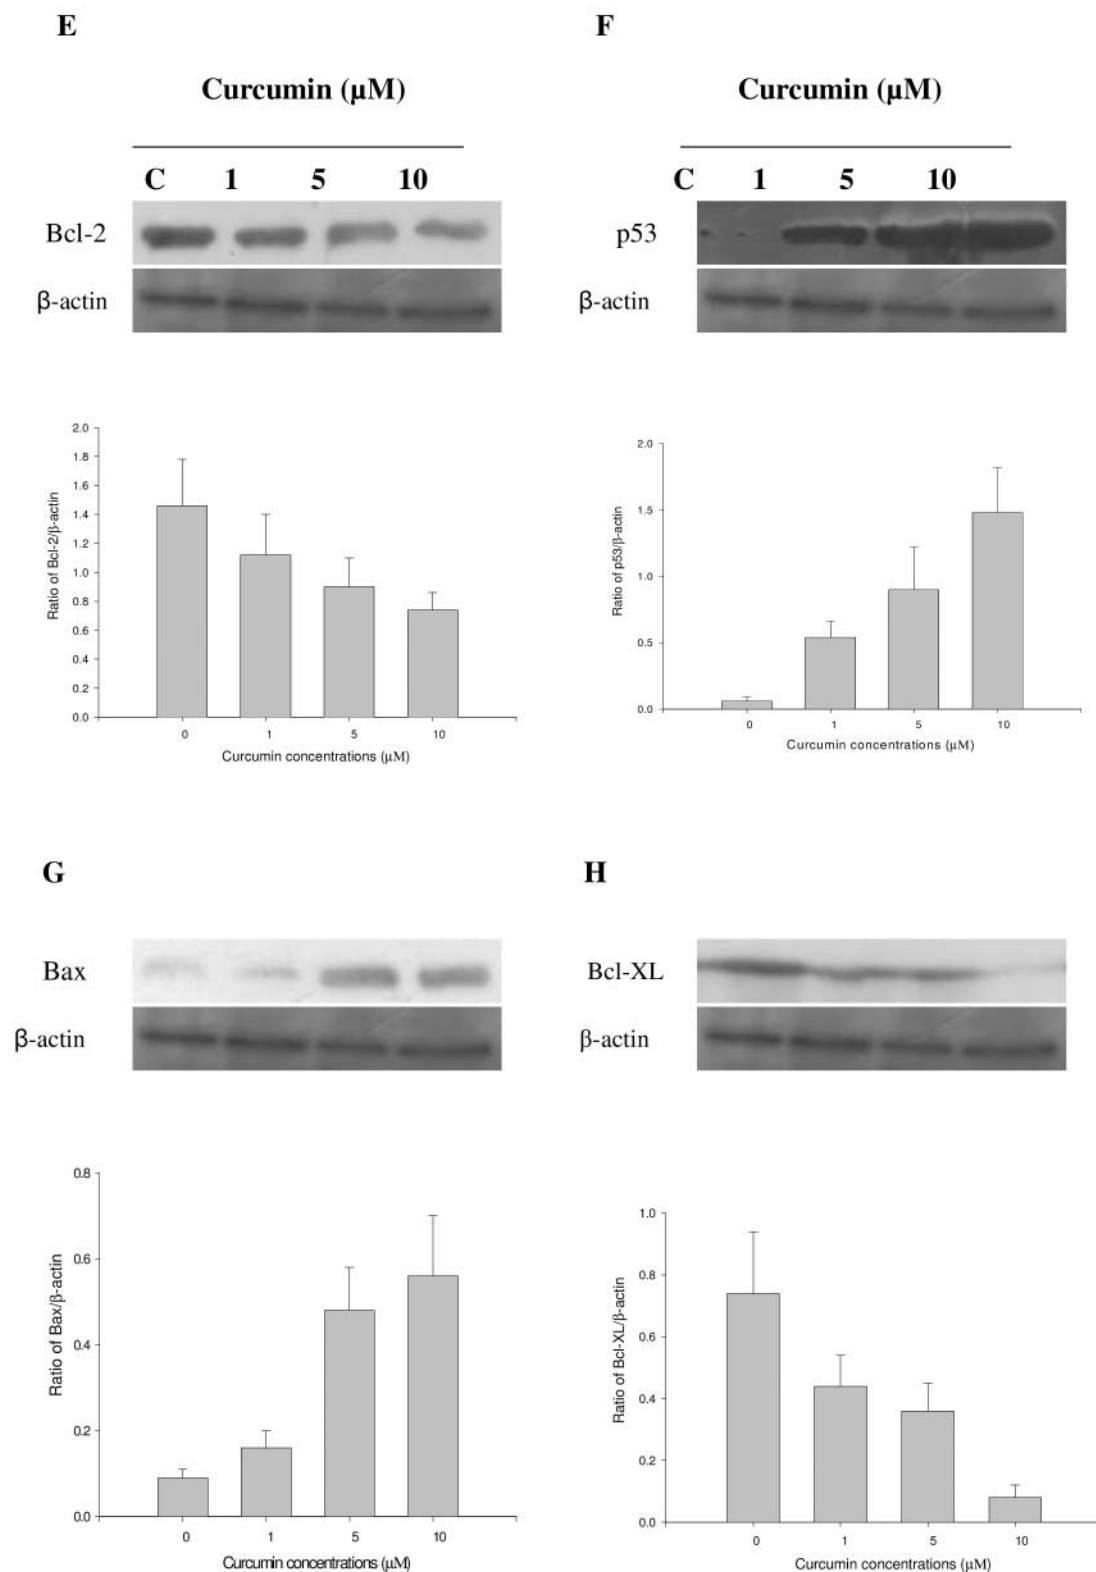 E
Curcumin (µM)
C 1 5 10
Bcl-2
β-actin
2.0
1.8
1.6
1.4
1.2
1.0
0.8
0.6
0.4
0.2
0.0
Ratio of Bcl-2/β-actin
0 1 5 10
Curcumin concentrations (µM)
F
Curcumin (µM)
C 1 5 10
p53
β-actin
2.0
1.5
1.0
0.5
0.0
Ratio of p53/β-actin
0 1 5 10
Curcumin concentrations (µM)
G
Bax
β-actin
0.8
0.6
0.4
0.2
0.0
Ratio of Bax/β-actin
0 1 5 10
Curcumin concentrations (µM)
H
Bcl-XL
β-actin
1.0
0.8
0.6
0.4
0.2
0.0
Ratio of Bcl-XL/β-actin
0 1 5 10
Curcumin concentrations (µM)